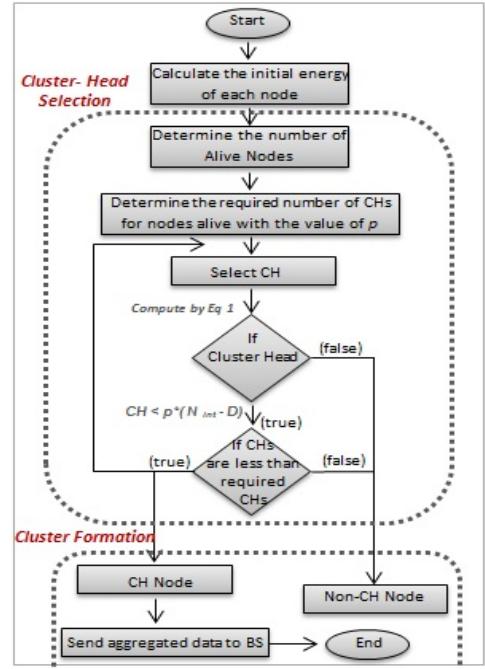 Start
Cluster- Head
Selection
Calculate the initial energy
of each node
Determine the number of
Alive Nodes
Determine the required number of CHs
for nodes alive with the value of p
Select CH
Compute by Eq 1
If
Cluster Head
(false)
CH < p*( N int - D)
(true)
If CHs
are less than
required
CHs
(true)
(false)
Cluster Formation
CH Node
Non-CH Node
Send aggregated data to BS
End